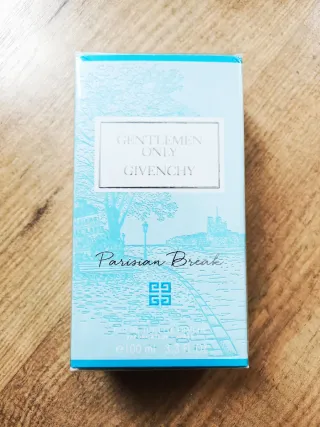 GENTLEMEN
ONLY
GIVENCHY
Parisian Break
100 mL